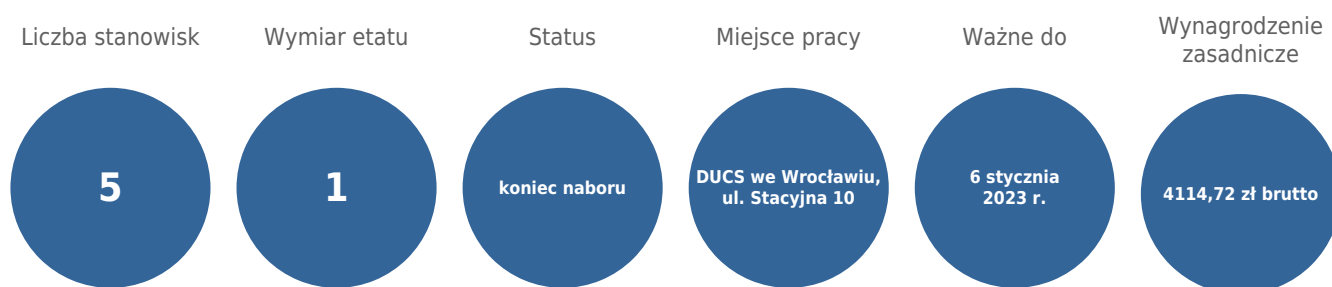 Liczba stanowisk
5
Wymiar etatu
1
Status
koniec naboru
Miejsce pracy
DUCS we Wrocławiu,
ul. Stacyjna 10
Ważne do
6 stycznia
2023 r.
Wynagrodzenie
zasadnicze
4114,72 zł brutto